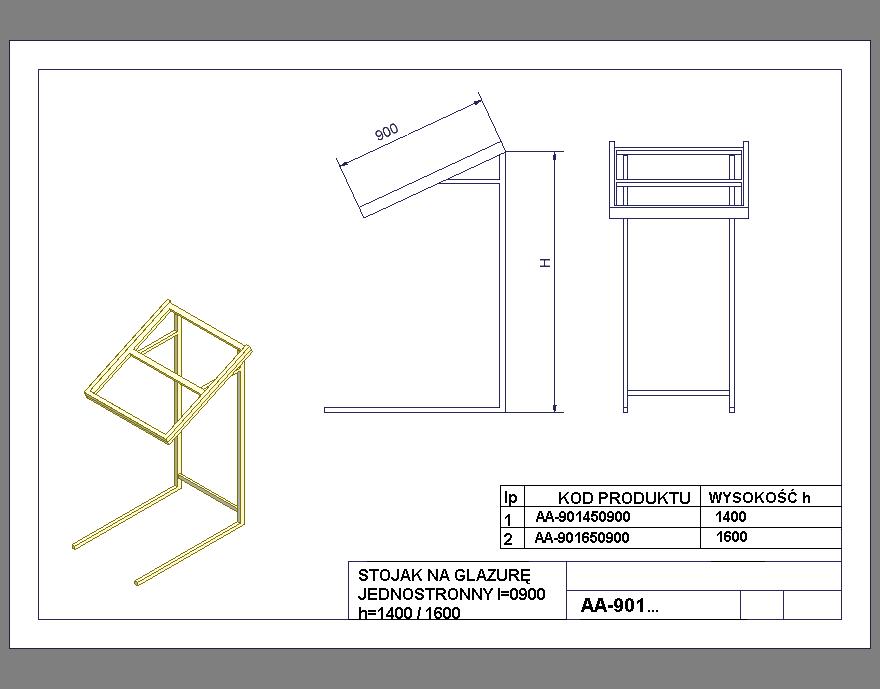 900
H
lp KOD PRODUKTU WYSOKOŚĆ h
1 AA-901450900 1400
2 AA-901650900 1600
STOJAK NA GLAZURĘ
JEDNOSTRONNY l=0900
h=1400 / 1600
AA-901...